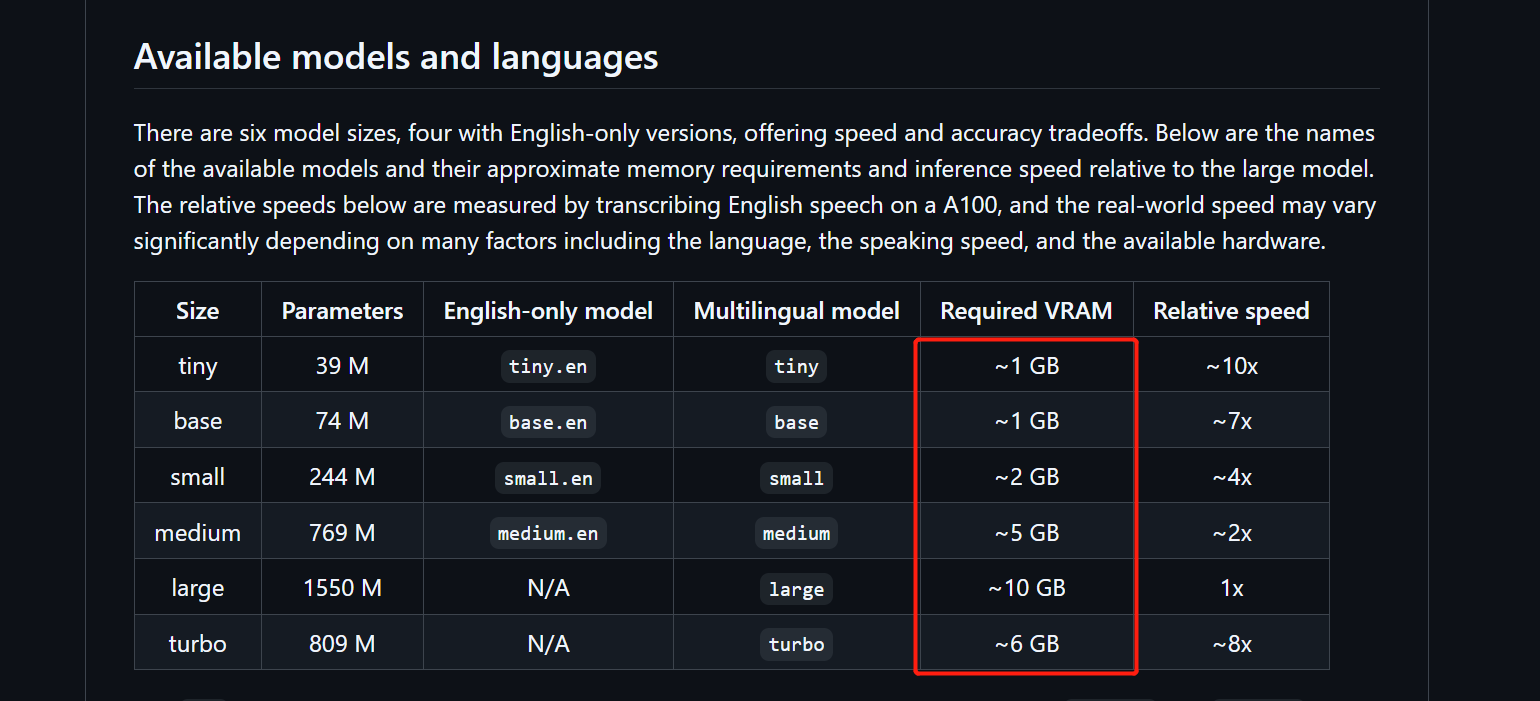 Available models and languages
There are six model sizes, four with English-only versions, offering speed and accuracy tradeoffs. Below are the names
of the available models and their approximate memory requirements and inference speed relative to the large model.
The relative speeds below are measured by transcribing English speech on a A100, and the real-world speed may vary
significantly depending on many factors including the language, the speaking speed, and the available hardware.
Size Parameters English-only model Multilingual model Required VRAM Relative speed
tiny 39 M tiny.en tiny ~1 GB ~10x
base 74 M base.en base ~1 GB ~7x
small 244 M small.en small ~2 GB ~4x
medium 769 M medium.en medium ~5 GB ~2x
large 1550 M N/A large ~10 GB 1x
turbo 809 M N/A turbo ~6 GB ~8x